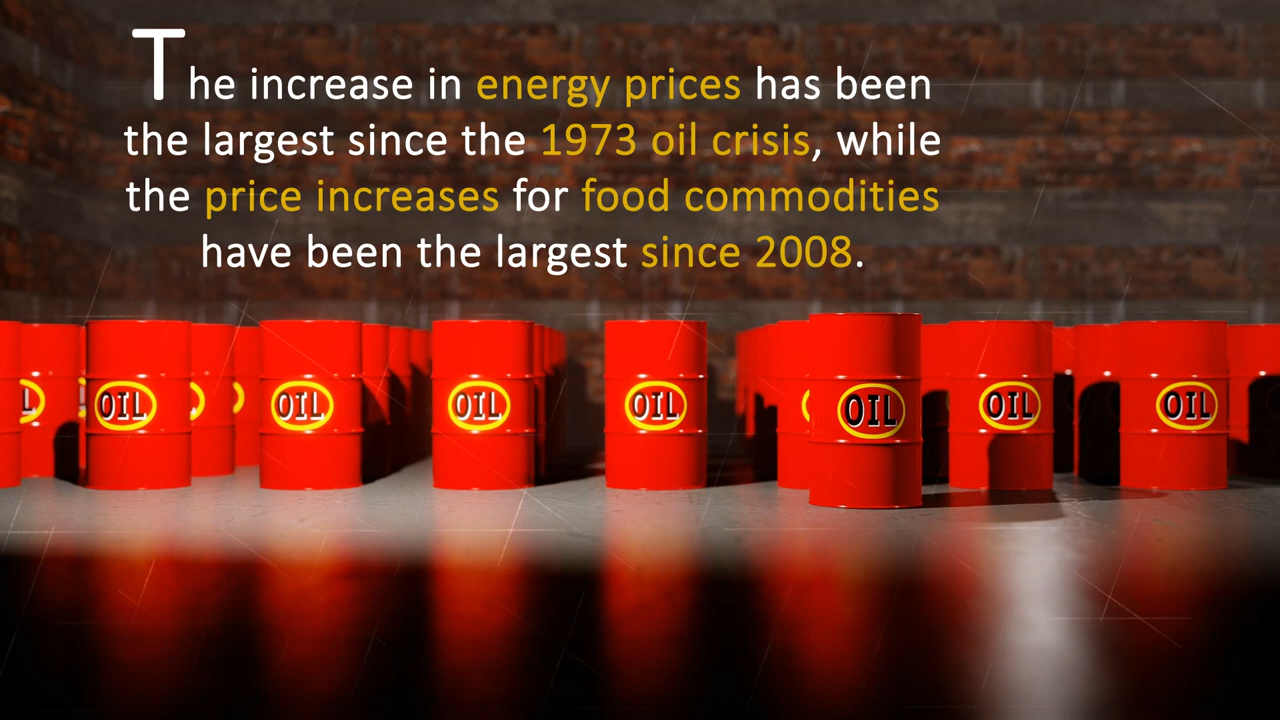 The increase in energy prices has been
the largest since the 1973 oil crisis, while
the price increases for food commodities
have been the largest since 2008.
OIL OIL OIL OIL OIL OIL OIL